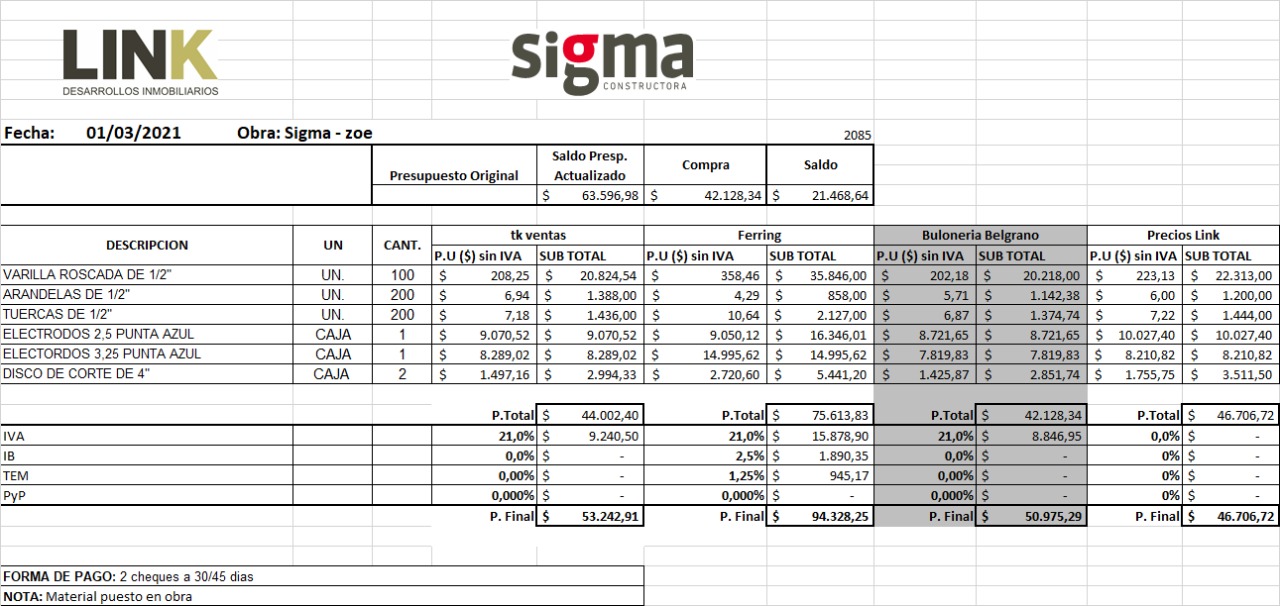 LINK
DESARROLLOS INMOBILIARIOS
sigma
CONSTRUCTORA
Fecha: 01/03/2021 Obra: Sigma - zoe 2085
Presupuesto Original Saldo Presp. Actualizado Compra Saldo
$ 63.596,98 $ 42.128,34 $ 21.468,64
DESCRIPCION UN CANT. tk ventas Ferring Buloneria Belgrano Precios Link
P.U ($) sin IVA SUB TOTAL P.U ($) sin IVA SUB TOTAL P.U ($) sin IVA SUB TOTAL P.U ($) sin IVA SUB TOTAL
VARILLA ROSCADA DE 1/2" UN. 100 $ 208,25 $ 20.824,54 $ 358,46 $ 35.846,00 $ 202,18 $ 20.218,00 $ 223,13 $ 22.313,00
ARANDELAS DE 1/2" UN. 200 $ 6,94 $ 1.388,00 $ 4,29 $ 858,00 $ 5,71 $ 1.142,38 $ 6,00 $ 1.200,00
TUERCAS DE 1/2" UN. 200 $ 7,18 $ 1.436,00 $ 10,64 $ 2.127,00 $ 6,87 $ 1.374,74 $ 7,22 $ 1.444,00
ELECTRODOS 2,5 PUNTA AZUL CAJA 1 $ 9.070,52 $ 9.070,52 $ 9.050,12 $ 16.346,01 $ 8.721,65 $ 8.721,65 $ 10.027,40 $ 10.027,40
ELECTORDOS 3,25 PUNTA AZUL CAJA 1 $ 8.289,02 $ 8.289,02 $ 14.995,62 $ 14.995,62 $ 7.819,83 $ 7.819,83 $ 8.210,82 $ 8.210,82
DISCO DE CORTE DE 4" CAJA 2 $ 1.497,16 $ 2.994,33 $ 2.720,60 $ 5.441,20 $ 1.425,87 $ 2.851,74 $ 1.755,75 $ 3.511,50
P.Total $ 44.002,40 P.Total $ 75.613,83 P.Total $ 42.128,34 P.Total $ 46.706,72
IVA 21,0% $ 9.240,50 21,0% $ 15.878,90 21,0% $ 8.846,95 0,0% $ -
IB 0,0% $ - 2,5% $ 1.890,35 0,0% $ - 0% $ -
TEM 0,00% $ - 1,25% $ 945,17 0,00% $ - 0% $ -
PyP 0,000% $ - 0,000% $ - 0,000% $ - 0% $ -
P. Final $ 53.242,91 P. Final $ 94.328,25 P. Final $ 50.975,29 P. Final $ 46.706,72
FORMA DE PAGO: 2 cheques a 30/45 dias
NOTA: Material puesto en obra